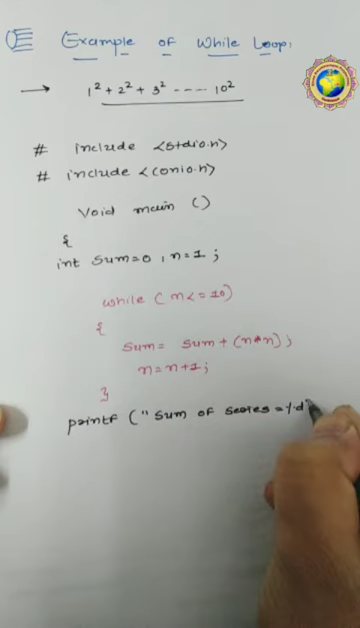 Example of While Loop:
→ 1² + 2² + 3² ---- 10²
# include <stdio.h>
# include <conio.h>
Void main ()
{
int Sum=0, n=1;
while (n<=10)
{
Sum= Sum + (n*n);
n=n+1;
}
printf ("Sum of series =%d"